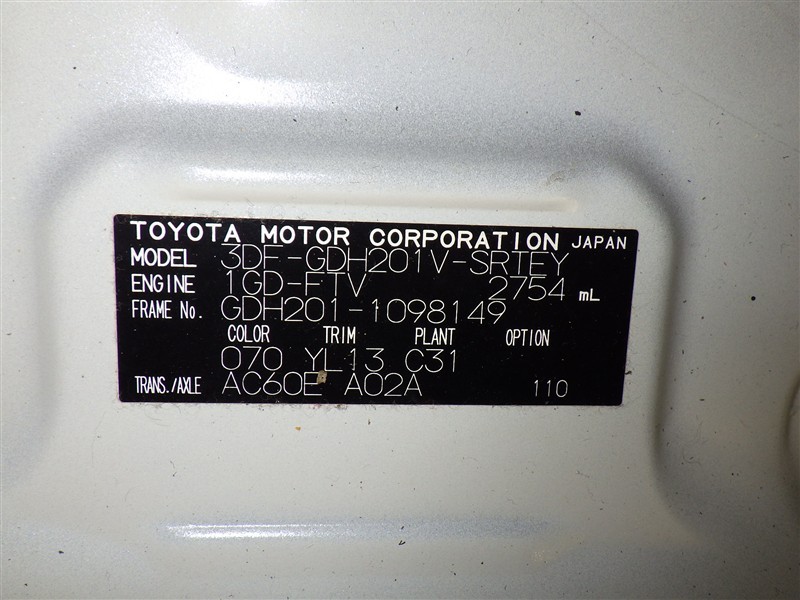 TOYOTA MOTOR CORPORATION JAPAN
MODEL 3DF-GDH201V-SRTEY
ENGINE 1GD-FTV 2754 mL
FRAME No. GDH201-1098149
COLOR TRIM PLANT OPTION
070 YL13 C31
TRANS./AXLE AC60E A02A 110